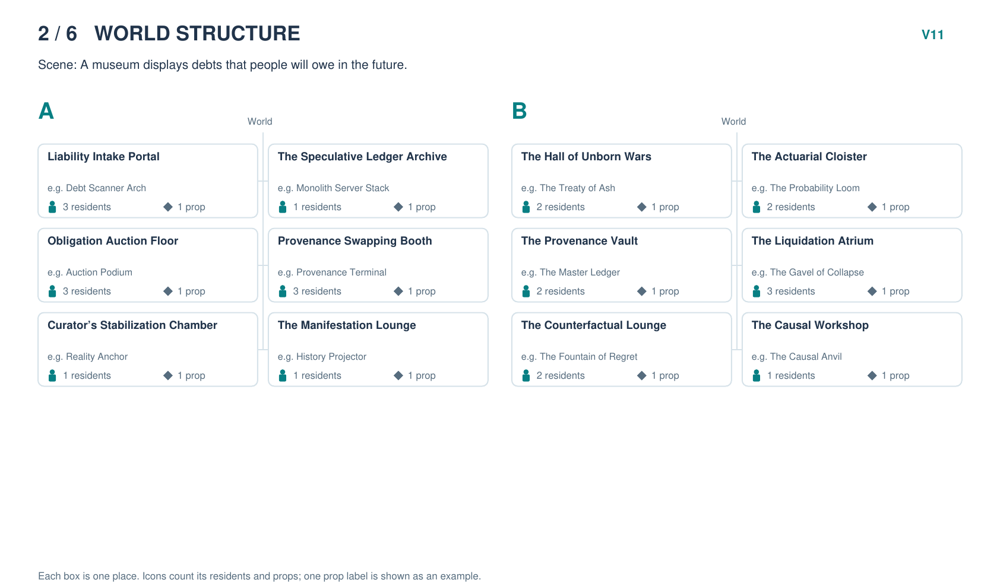 2 / 6 WORLD STRUCTURE
V11
Scene: A museum displays debts that people will owe in the future.
A
World
Liability Intake Portal
e.g. Debt Scanner Arch
3 residents
1 prop
The Speculative Ledger Archive
e.g. Monolith Server Stack
1 residents
1 prop
Obligation Auction Floor
e.g. Auction Podium
3 residents
1 prop
Provenance Swapping Booth
e.g. Provenance Terminal
3 residents
1 prop
Curator’s Stabilization Chamber
e.g. Reality Anchor
1 residents
1 prop
The Manifestation Lounge
e.g. History Projector
1 residents
1 prop
B
World
The Hall of Unborn Wars
e.g. The Treaty of Ash
2 residents
1 prop
The Actuarial Cloister
e.g. The Probability Loom
2 residents
1 prop
The Provenance Vault
e.g. The Master Ledger
2 residents
1 prop
The Liquidation Atrium
e.g. The Gavel of Collapse
3 residents
1 prop
The Counterfactual Lounge
e.g. The Fountain of Regret
2 residents
1 prop
The Causal Workshop
e.g. The Causal Anvil
1 residents
1 prop
Each box is one place. Icons count its residents and props; one prop label is shown as an example.